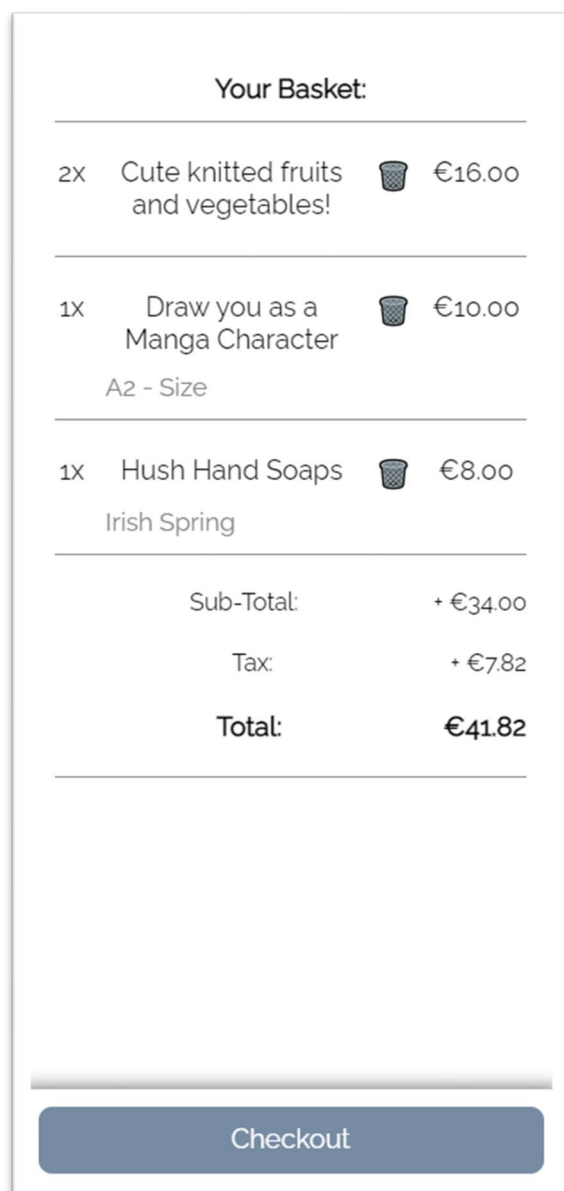 Your Basket:
2x Cute knitted fruits €16.00
and vegetables!
1x Draw you as a €10.00
Manga Character
A2 - Size
1x Hush Hand Soaps €8.00
Irish Spring
Sub-Total: + €34.00
Tax: + €7.82
Total: €41.82
Checkout